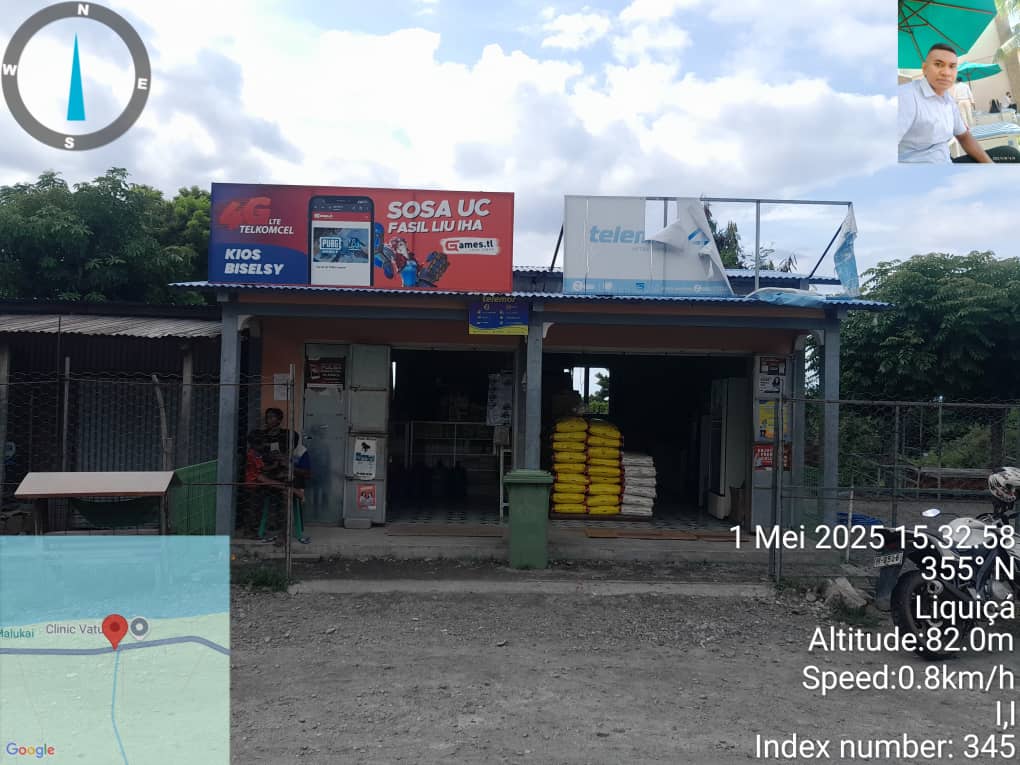 N
W
E
S
4G LTE
TELKOMCEL
KIOS
BISELSY
PUBG
SOSA UC
FASIL LIU IHA
Games.tl
telem
telemor
Malukai
Clinic Vatu
Google
1 Mei 2025 15.32.58
355° N
Liquiçá
Altitude:82.0m
Speed:0.8km/h
l,l
Index number: 345